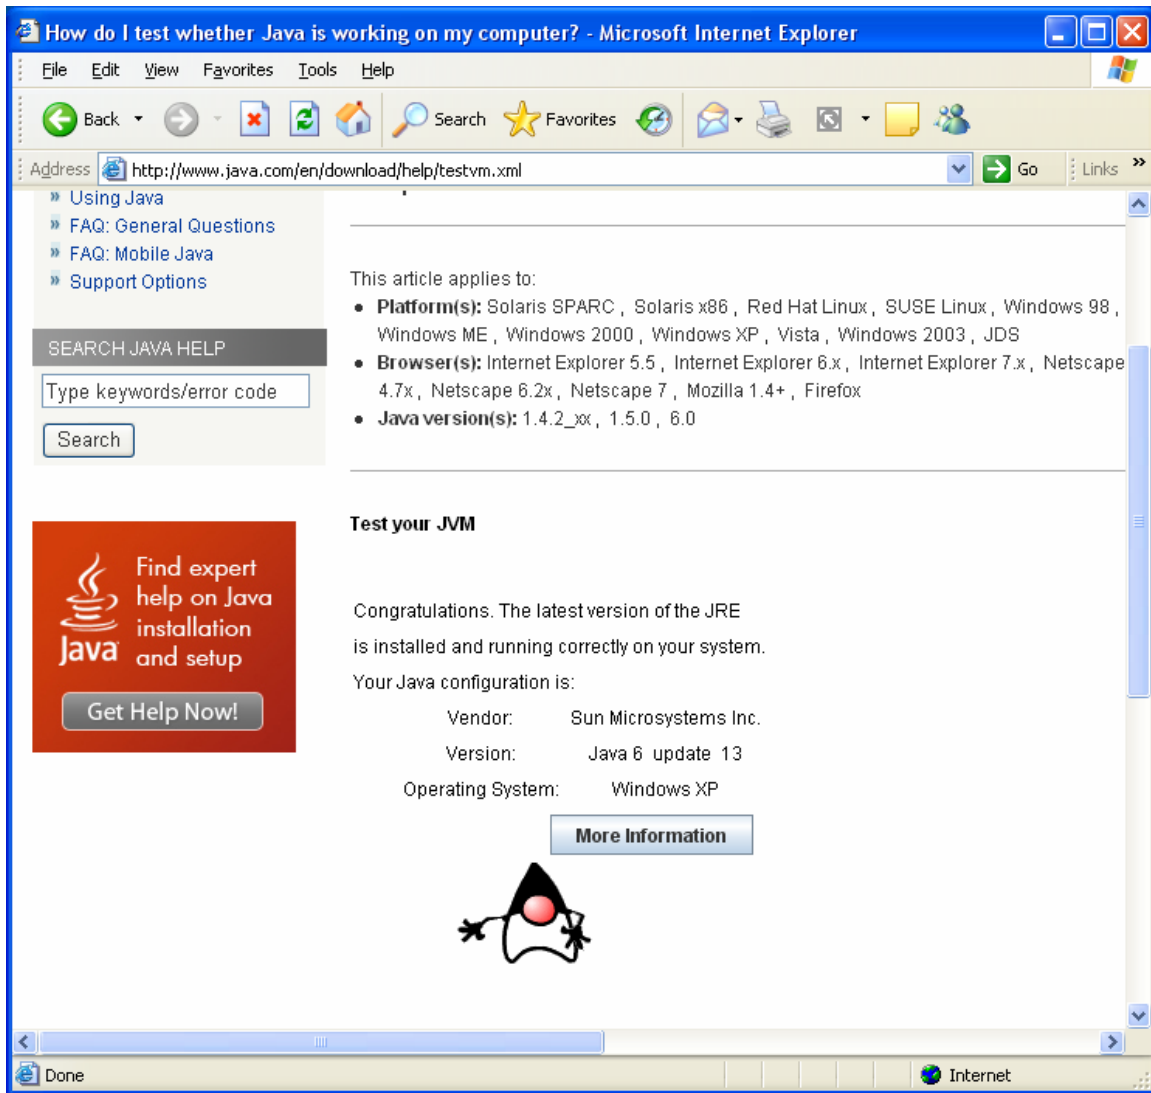 How do I test whether Java is working on my computer? - Microsoft Internet Explorer
File Edit View Favorites Tools Help
Back Search Favorites
Address http://www.java.com/en/download/help/testvm.xml Go Links »
» Using Java
» FAQ: General Questions
» FAQ: Mobile Java
» Support Options
SEARCH JAVA HELP
Type keywords/error code
Search
Find expert
help on Java
installation
and setup
Java
Get Help Now!
This article applies to:
• Platform(s): Solaris SPARC , Solaris x86 , Red Hat Linux , SUSE Linux , Windows 98 ,
Windows ME , Windows 2000 , Windows XP , Vista , Windows 2003 , JDS
• Browser(s): Internet Explorer 5.5 , Internet Explorer 6.x , Internet Explorer 7.x , Netscape
4.7x , Netscape 6.2x , Netscape 7 , Mozilla 1.4+ , Firefox
• Java version(s): 1.4.2_xx , 1.5.0 , 6.0
Test your JVM
Congratulations. The latest version of the JRE
is installed and running correctly on your system.
Your Java configuration is:
Vendor: Sun Microsystems Inc.
Version: Java 6 update 13
Operating System: Windows XP
More Information
Done Internet